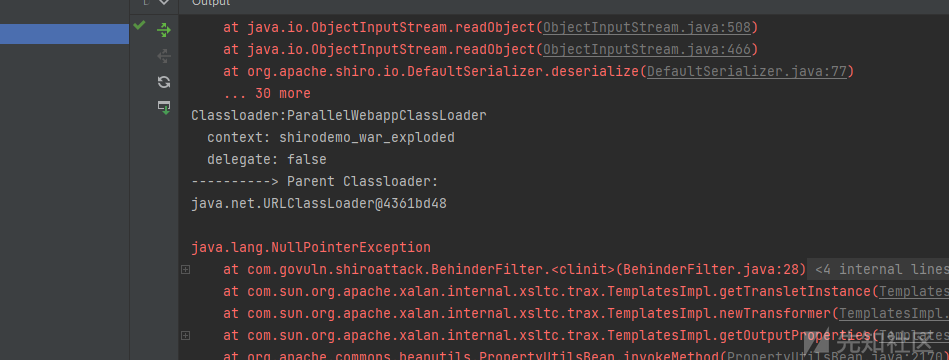 Output
at java.io.ObjectInputStream.readObject(ObjectInputStream.java:508)
at java.io.ObjectInputStream.readObject(ObjectInputStream.java:466)
at org.apache.shiro.io.DefaultSerializer.deserialize(DefaultSerializer.java:77)
... 30 more
Classloader:ParallelWebappClassLoader
context: shirodemo_war_exploded
delegate: false
----------> Parent Classloader:
java.net.URLClassLoader@4361bd48
java.lang.NullPointerException
at com.govuln.shiroattack.BehinderFilter.<clinit>(BehinderFilter.java:28) <4 internal lines
at com.sun.org.apache.xalan.internal.xsltc.trax.TemplatesImpl.getTransletInstance(Templates
at com.sun.org.apache.xalan.internal.xsltc.trax.TemplatesImpl.newTransformer(TemplatesImpl.
at com.sun.org.apache.xalan.internal.xsltc.trax.TemplatesImpl.getOutputProperties(Templates
at org.apache.commons.beanutils.PropertyUtilsBean.invokeMethod(PropertyUtilsBean.java:2170
先知社区